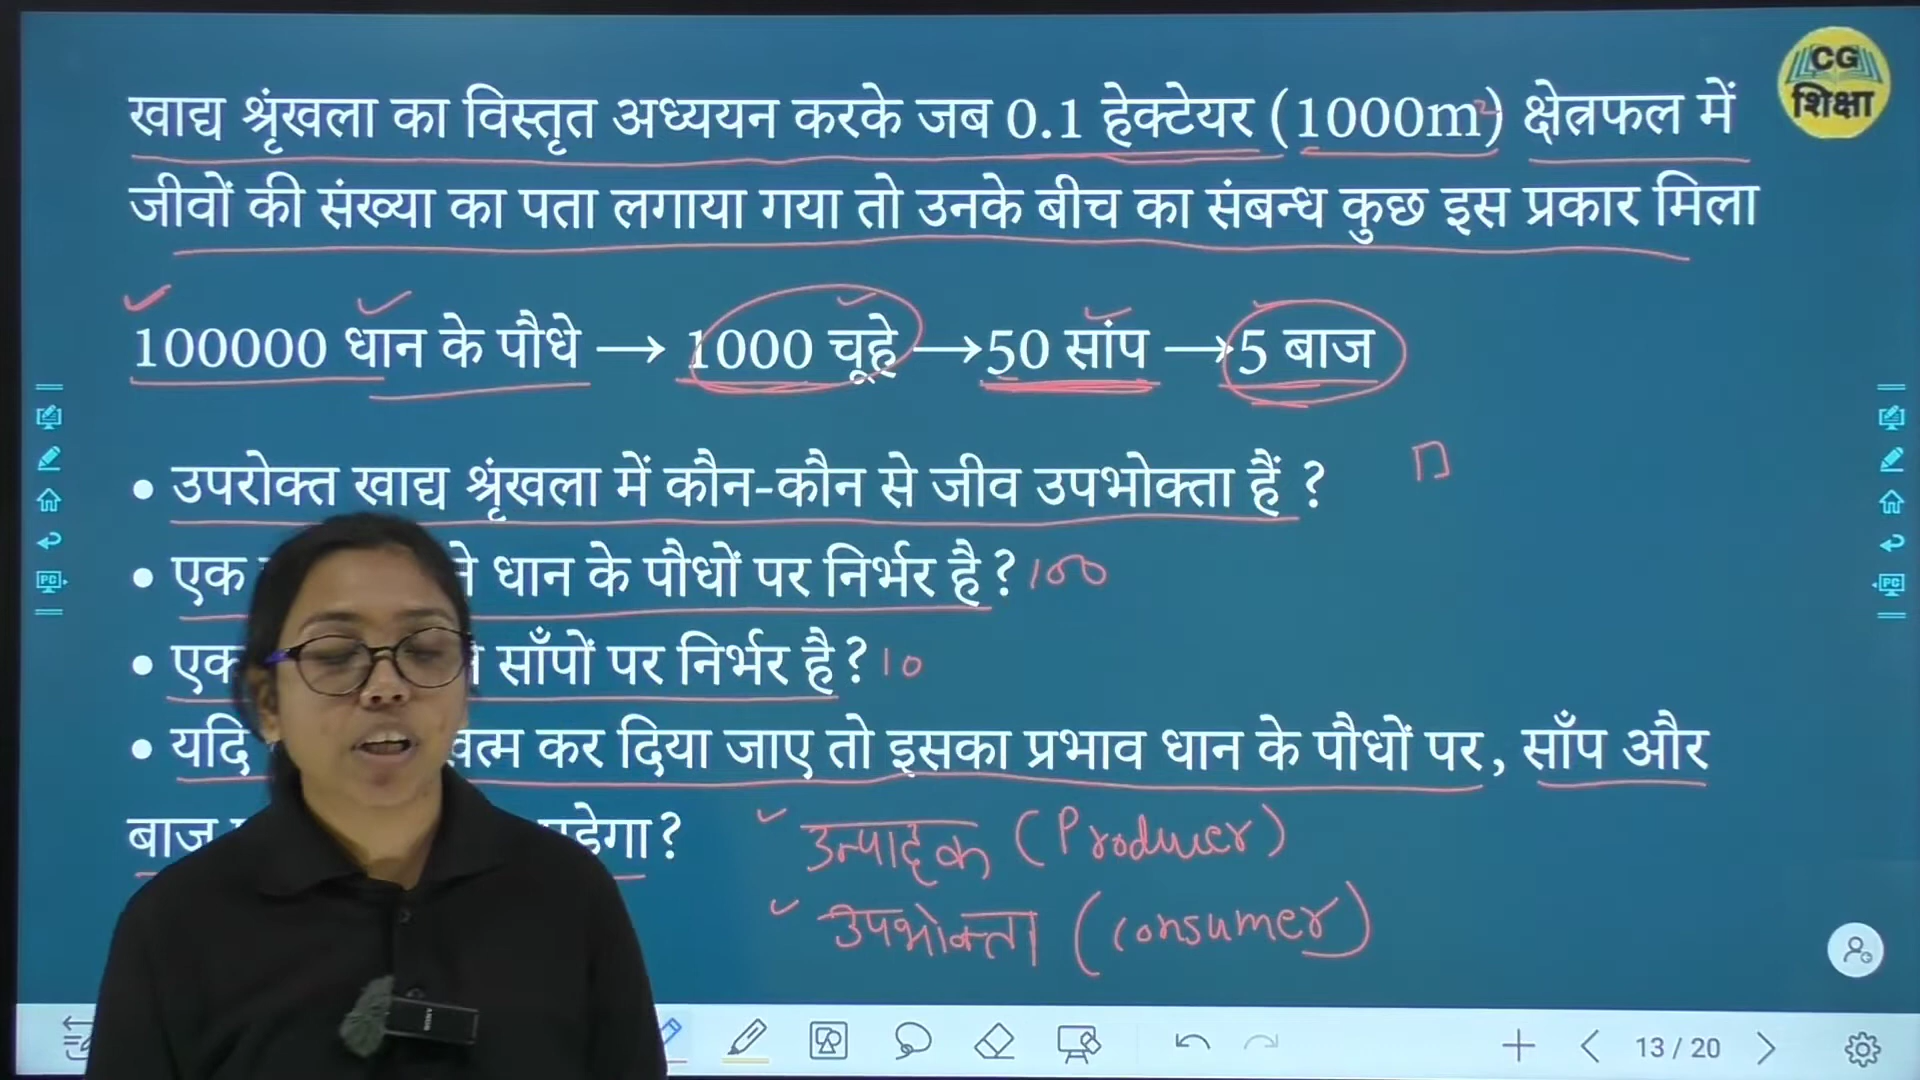 CG
शिक्षा
खाद्य श्रृंखला का विस्तृत अध्ययन करके जब 0.1 हेक्टेयर (1000m²) क्षेत्रफल में
जीवों की संख्या का पता लगाया गया तो उनके बीच का संबन्ध कुछ इस प्रकार मिला
100000 धान के पौधे → 1000 चूहे → 50 सांप → 5 बाज
• उपरोक्त खाद्य श्रृंखला में कौन-कौन से जीव उपभोक्ता हैं ?
• एक धान के पौधों पर निर्भर है? 100
• एक साँपों पर निर्भर है? 10
• यदि कर दिया जाए तो इसका प्रभाव धान के पौधों पर, साँप और
बाज पड़ेगा?
उत्पादक (Producer)
उपभोक्ता (consumer)
13 / 20